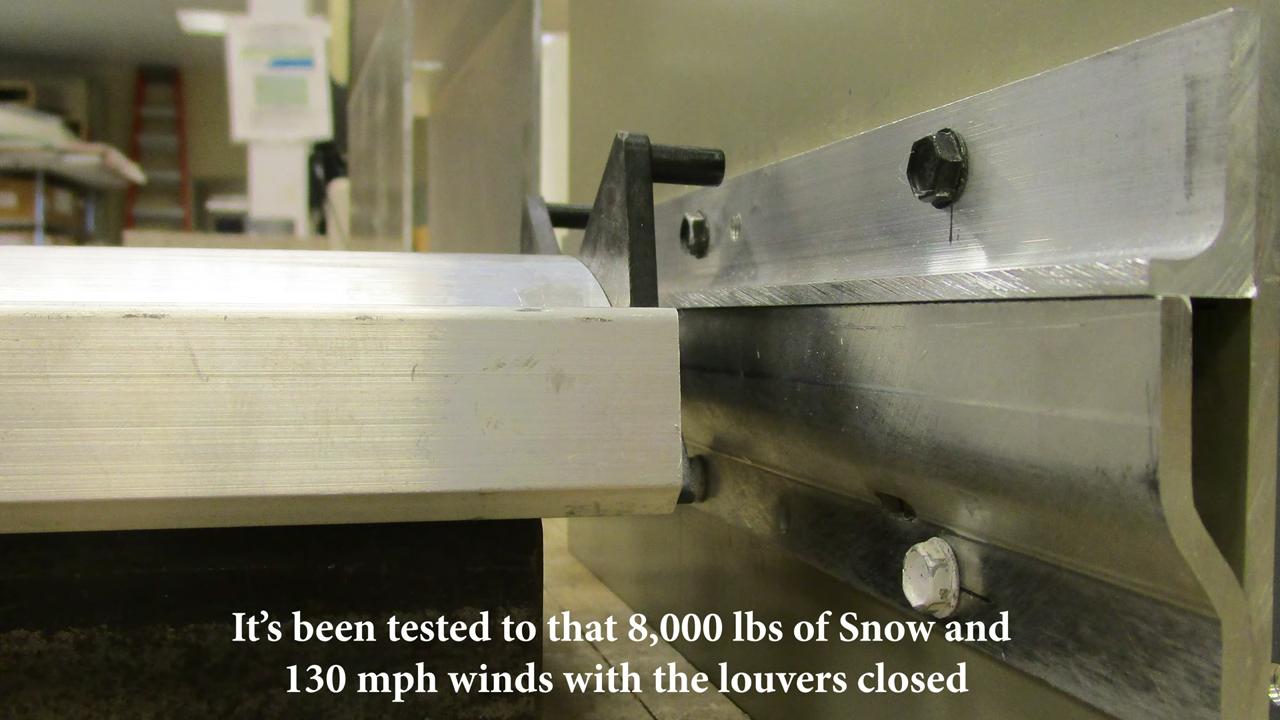 It’s been tested to that 8,000 lbs of Snow and
130 mph winds with the louvers closed